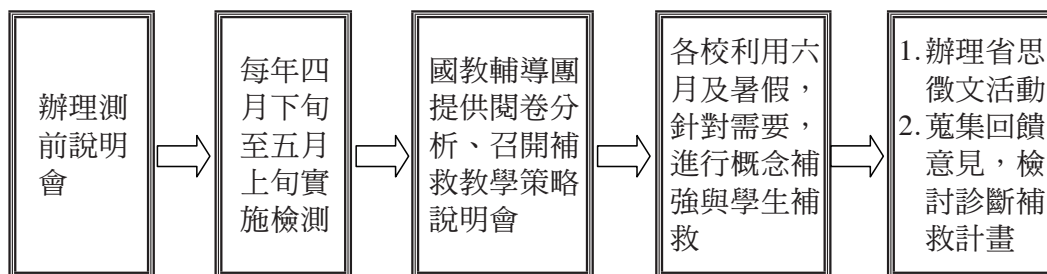 辦理測
前說明
會
每年四
月下旬
至五月
上旬實
施檢測
國教輔導團
提供閱卷分
析、召開補
救教學策略
說明會
各校利用六
月及暑假，
針對需要，
進行概念補
強與學生補
救
1. 辦理省思
徵文活動
2. 蒐集回饋
意見，檢
討診斷補
救計畫